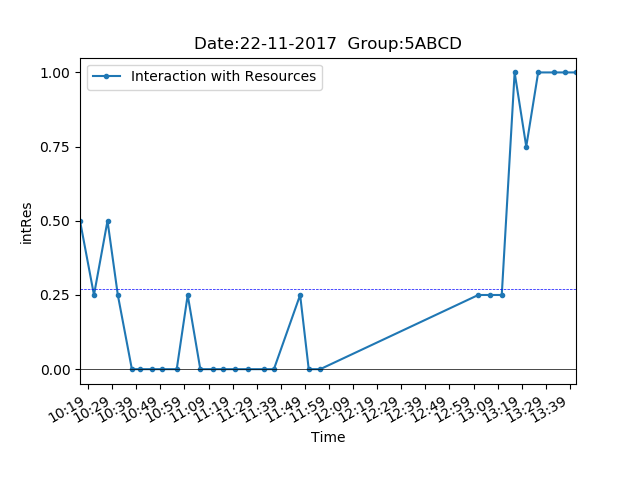 Date:22-11-2017  Group:5ABCD
Interaction with Resources
1.00
0.75
0.50
0.25
0.00
intRes
10:19 10:29 10:39 10:49 10:59 11:09 11:19 11:29 11:39 11:49 11:59 12:09 12:19 12:29 12:39 12:49 12:59 13:09 13:19 13:29 13:39
Time